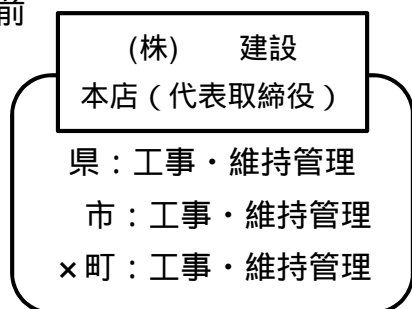 前
(株)　　建設
本店（代表取締役）
県：工事・維持管理
市：工事・維持管理
×町：工事・維持管理